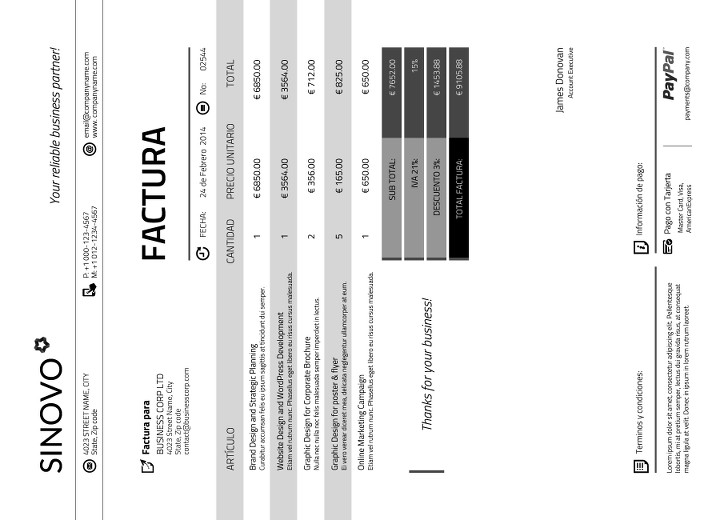 SINOVO
Your reliable business partner!
4023 STREET NAME, CITY
State, Zip code
P: +1 000-123-4567
M: +1 012-1234-4567
email@companyname.com
www. companyname.com
Factura para
BUSINESS CORP LTD
4023 Street Name, City
State, Zip code
contact@businesscorp.com
FACTURA
FECHA: 24 de Febrero 2014 No: 02544
ARTÍCULO CANTIDAD PRECIO UNITARIO TOTAL
Brand Design and Strategic Planning 1 € 6850.00 € 6850.00
Curabitur accumsan felis eu ipsum sagittis at tincidunt dui semper.
Website Design and WordPress Development 1 € 3564.00 € 3564.00
Etiam vel rutrum nunc. Phasellus eget libero eu risus cursus malesuada.
Graphic Design for Corporate Brochure 2 € 356.00 € 712.00
Nulla nec nulla noc felis malesuada semper imperdiet in lectus.
Graphic Design for poster & flyer 5 € 165.00 € 825.00
Ei vero verear diceret mea, delicata neglegentur ullamcorper at eum.
Online Marketing Campaign 1 € 650.00 € 650.00
Etiam vel rutrum nunc. Phasellus eget libero eu risus cursus malesuada.
SUB TOTAL: € 7652.00
IVA 21%: 15%
DESCUENTO 3%: € 1453.88
TOTAL FACTURA: € 9105.88
Thanks for your business!
James Donovan
Account Executive
Terminos y condiciones:
Lorem ipsum dolor sit amet, consectetur adipiscing elit. Pellentesque
lobortis, mi at pretium semper, lectus dui gravida risus, at consequat
magna ligula at velit. Donec in ipsum in lorem rutrum laoreet.
Información de pago:
Pago con Tarjeta
Master Card, Visa,
AmericanExpress
PayPal
payments@company.com